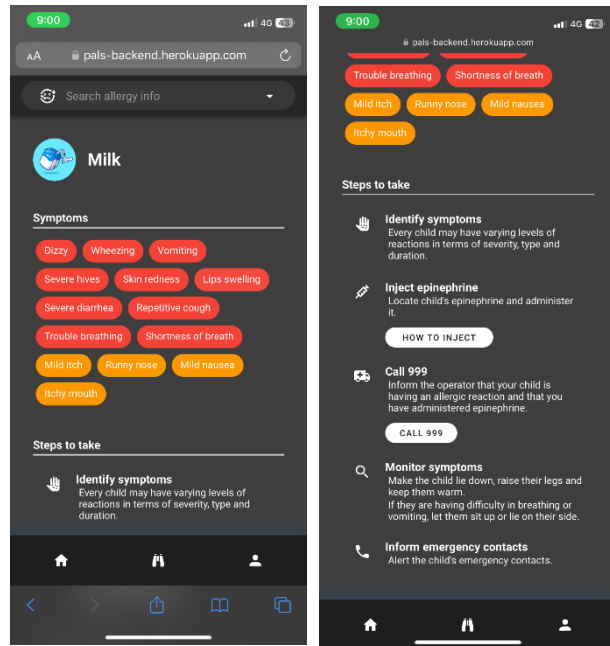 9:00
4G 43
AA pals-backend.herokuapp.com
Search allergy info
Milk
Symptoms
Dizzy Wheezing Vomiting
Severe hives Skin redness Lips swelling
Severe diarrhea Repetitive cough
Trouble breathing Shortness of breath
Mild itch Runny nose Mild nausea
Itchy mouth
Steps to take
Identify symptoms
Every child may have varying levels of
reactions in terms of severity, type and
duration.
9:00
4G 42
pals-backend.herokuapp.com
Trouble breathing Shortness of breath
Mild itch Runny nose Mild nausea
Itchy mouth
Steps to take
Identify symptoms
Every child may have varying levels of
reactions in terms of severity, type and
duration.
Inject epinephrine
Locate child's epinephrine and administer
it.
HOW TO INJECT
Call 999
Inform the operator that your child is
having an allergic reaction and that you
have administered epinephrine.
CALL 999
Monitor symptoms
Make the child lie down, raise their legs and
keep them warm.
If they are having difficulty in breathing or
vomiting, let them sit up or lie on their side.
Inform emergency contacts
Alert the child's emergency contacts.